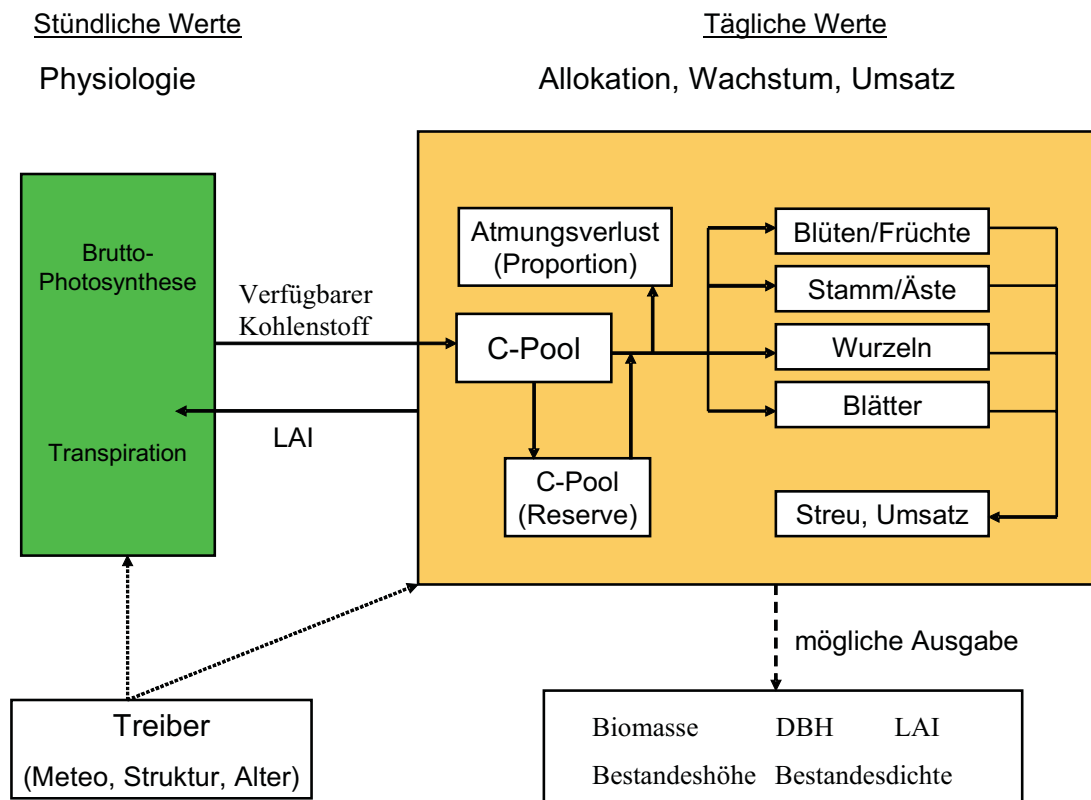 Stündliche Werte
Tägliche Werte
Physiologie
Allokation, Wachstum, Umsatz
Brutto-
Photosynthese
Transpiration
Verfügbarer
Kohlenstoff
LAI
Atmungsverlust
(Proportion)
C-Pool
C-Pool
(Reserve)
Blüten/Früchte
Stamm/Äste
Wurzeln
Blätter
Streu, Umsatz
mögliche Ausgabe
Treiber
(Meteo, Struktur, Alter)
Biomasse DBH LAI
Bestandeshöhe Bestandesdichte